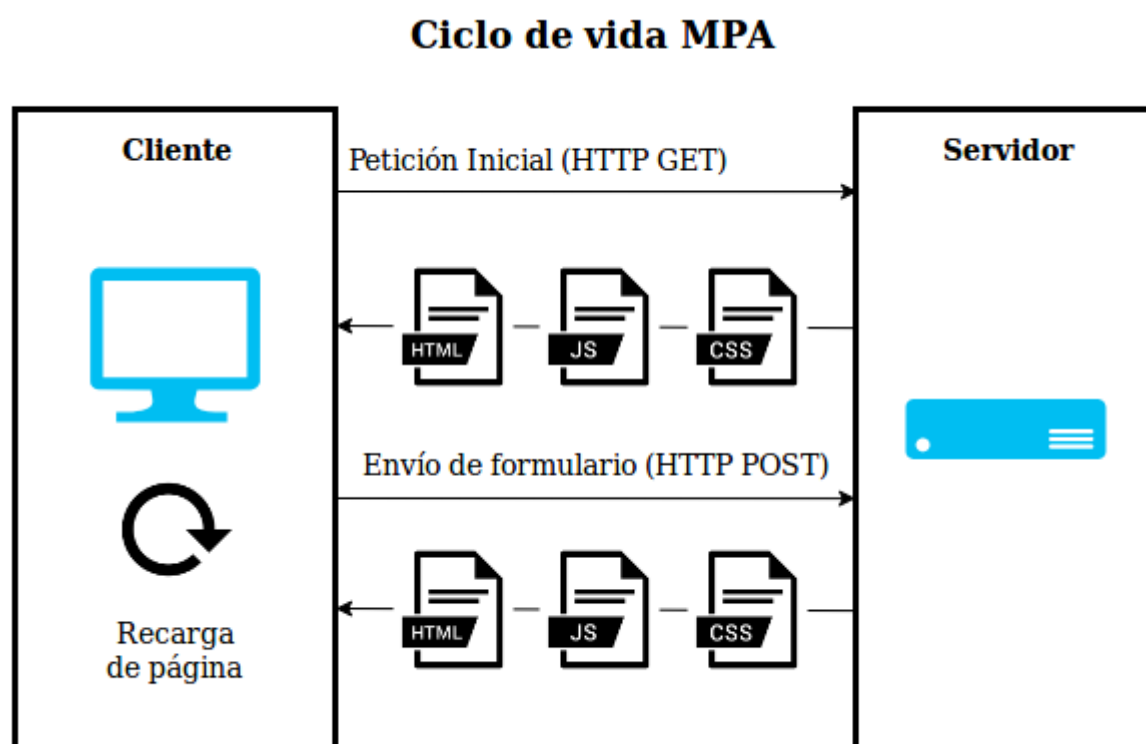 Ciclo de vida MPA
Cliente
Petición Inicial (HTTP GET)
Servidor
HTML
JS
CSS
Envío de formulario (HTTP POST)
HTML
JS
CSS
Recarga
de página